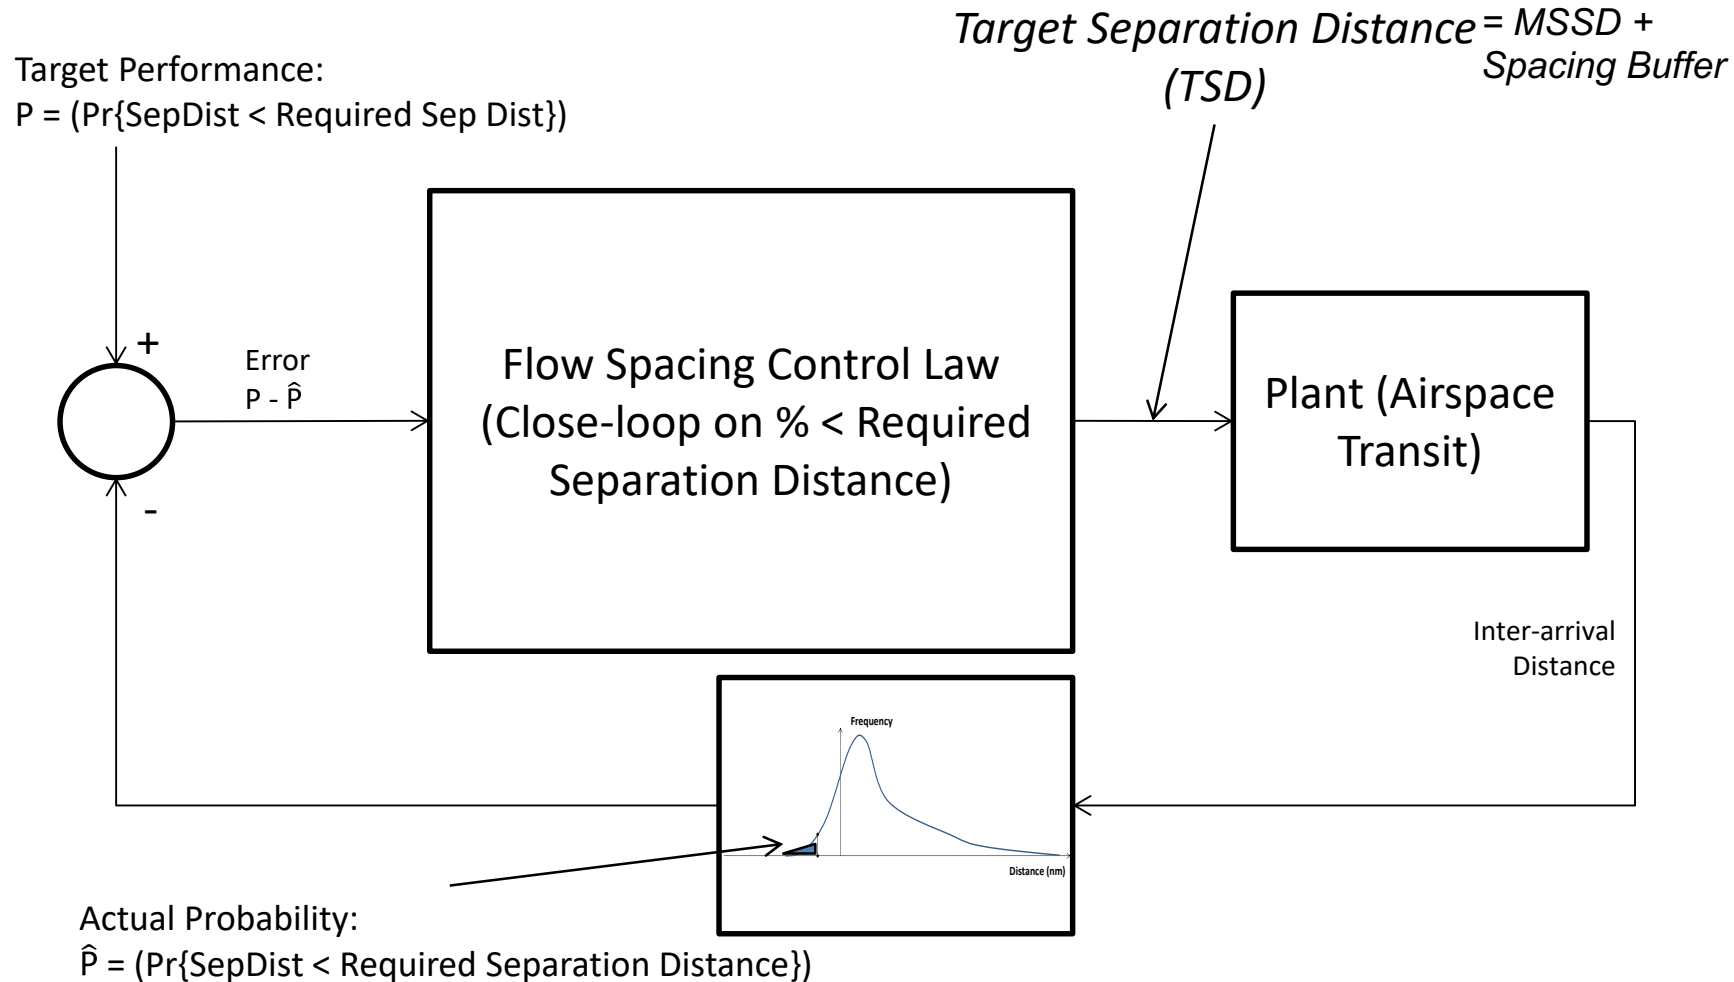 Target Separation Distance = MSSD +
(TSD) Spacing Buffer
Target Performance:
P = (Pr{SepDist < Required Sep Dist})
+
Error
P - P̂
Flow Spacing Control Law
(Close-loop on % < Required
Separation Distance)
Plant (Airspace
Transit)
-
Inter-arrival
Distance
Frequency
Distance (nm)
Actual Probability:
P̂ = (Pr{SepDist < Required Separation Distance})